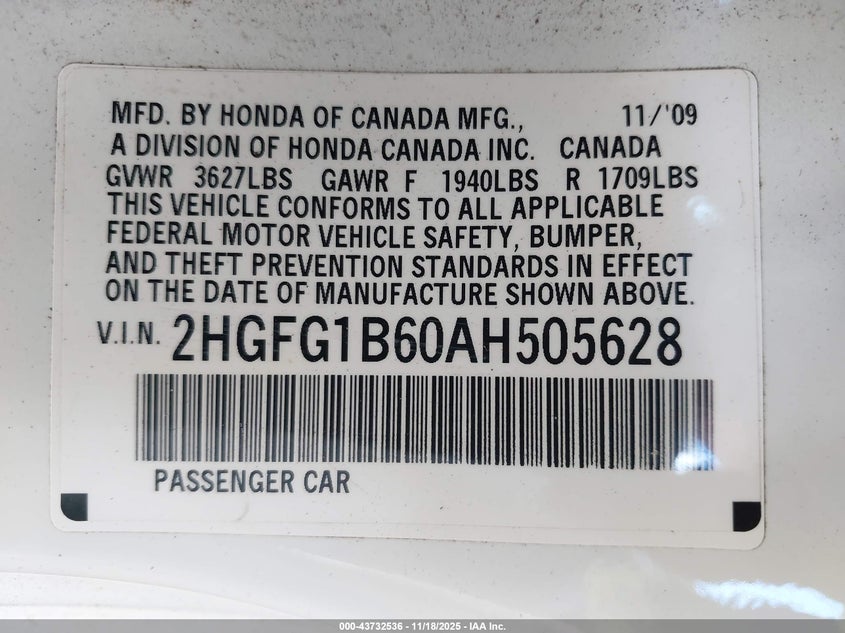 MFD. BY HONDA OF CANADA MFG., 11/'09
A DIVISION OF HONDA CANADA INC. CANADA
GVWR 3627LBS GAWR F 1940LBS R 1709LBS
THIS VEHICLE CONFORMS TO ALL APPLICABLE
FEDERAL MOTOR VEHICLE SAFETY, BUMPER,
AND THEFT PREVENTION STANDARDS IN EFFECT
ON THE DATE OF MANUFACTURE SHOWN ABOVE.
V.I.N. 2HGFG1B60AH505628
PASSENGER CAR
000-43732536 - 11/18/2025 - IAA Inc.